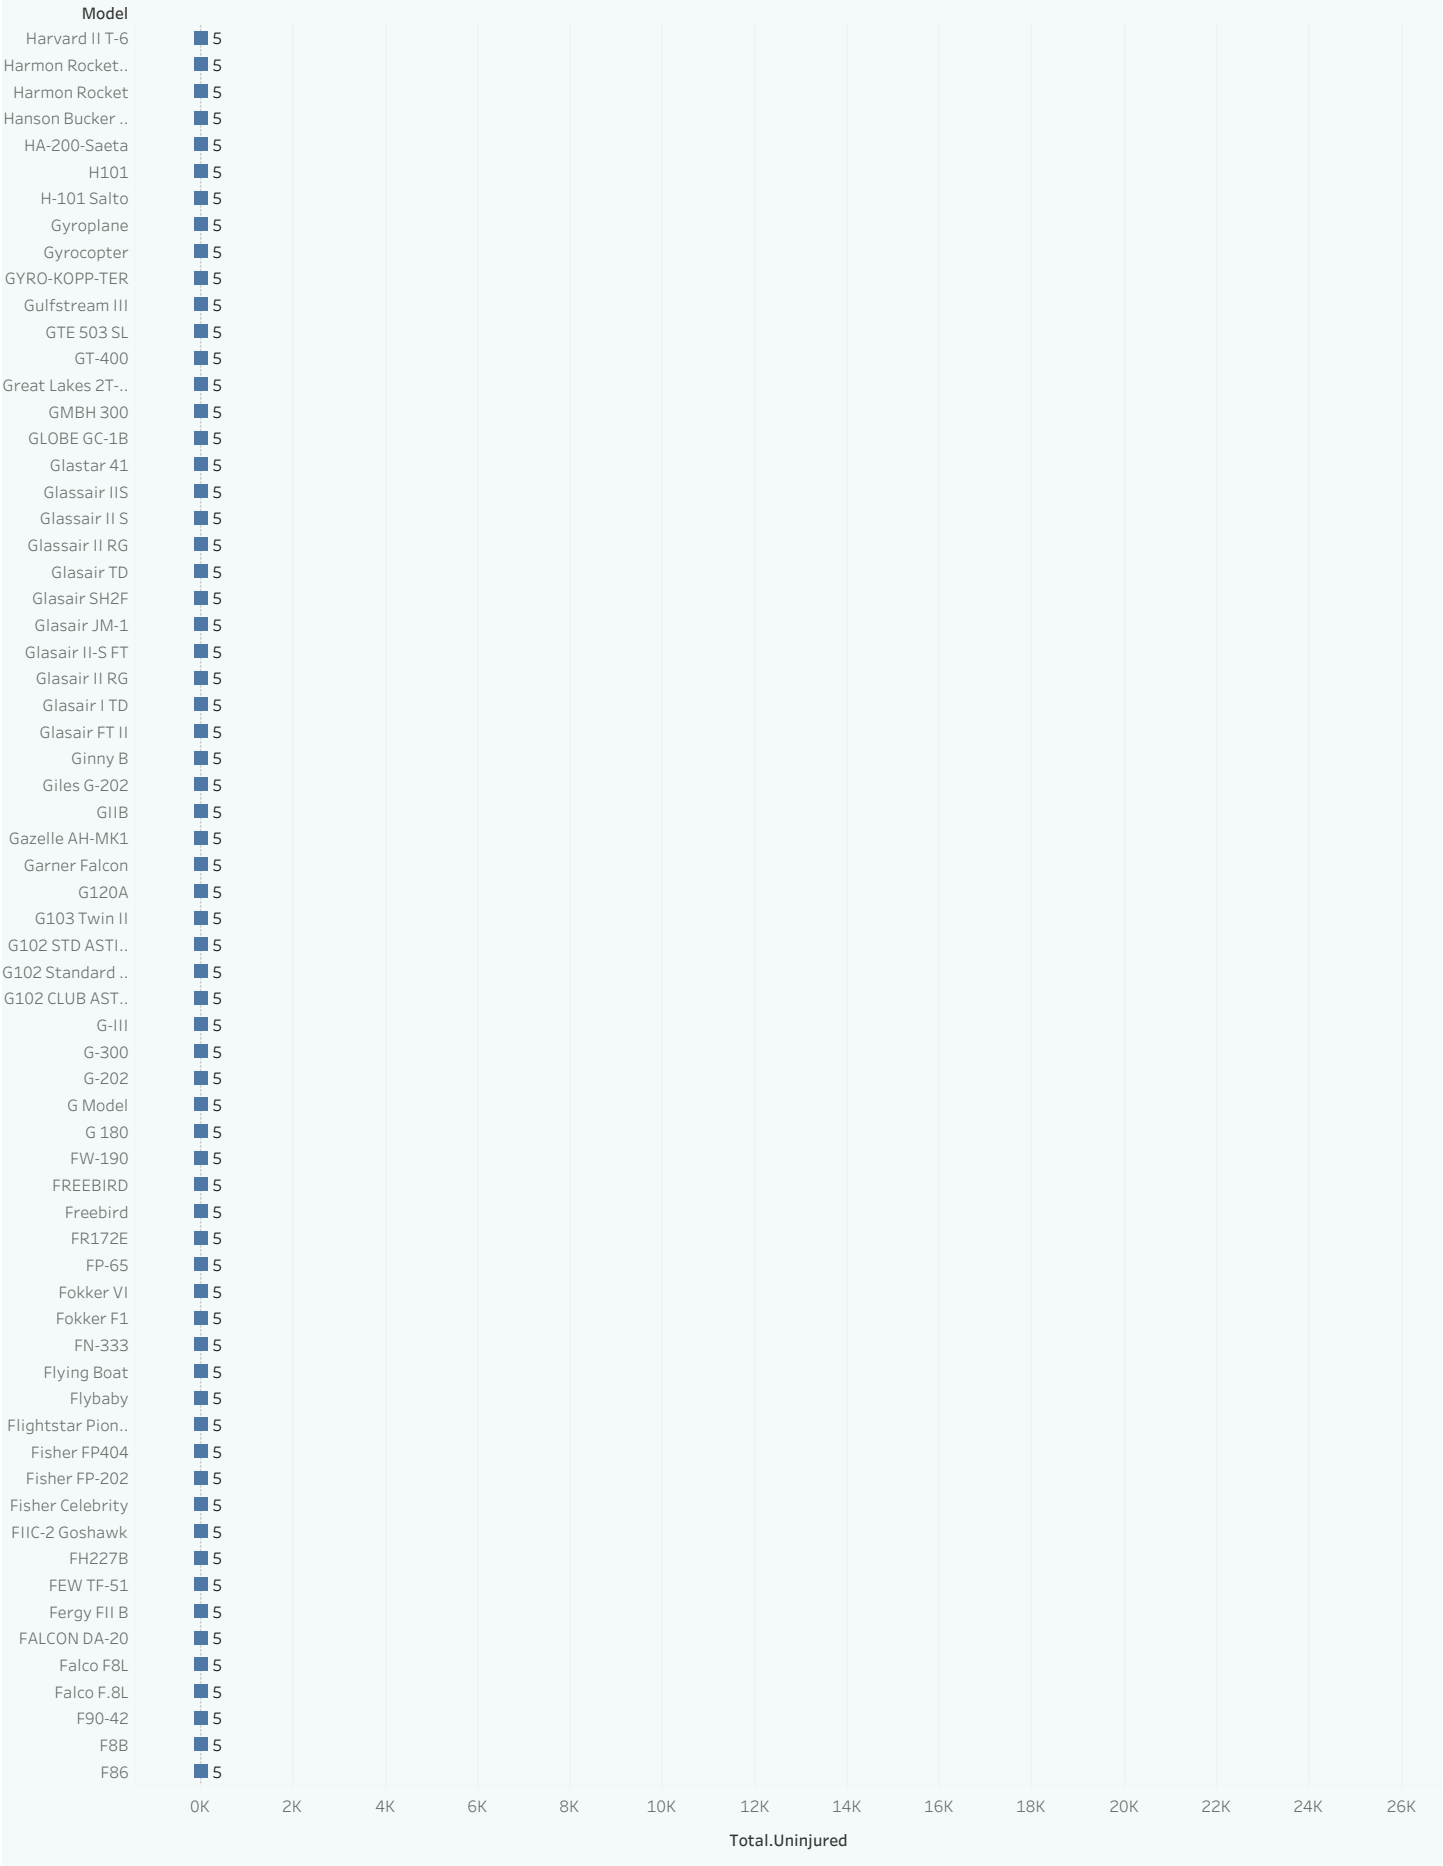 Model
Harvard II T-6 5
Harmon Rocket.. 5
Harmon Rocket 5
Hanson Bucker .. 5
HA-200-Saeta 5
H101 5
H-101 Salto 5
Gyroplane 5
Gyrocopter 5
GYRO-KOPP-TER 5
Gulfstream III 5
GTE 503 SL 5
GT-400 5
Great Lakes 2T-.. 5
GMBH 300 5
GLOBE GC-1B 5
Glastar 41 5
Glassair IIS 5
Glassair II S 5
Glassair II RG 5
Glasair TD 5
Glasair SH2F 5
Glasair JM-1 5
Glasair II-S FT 5
Glasair II RG 5
Glasair I TD 5
Glasair FT II 5
Ginny B 5
Giles G-202 5
GIIB 5
Gazelle AH-MK1 5
Garner Falcon 5
G120A 5
G103 Twin II 5
G102 STD ASTI.. 5
G102 Standard .. 5
G102 CLUB AST.. 5
G-III 5
G-300 5
G-202 5
G Model 5
G 180 5
FW-190 5
FREEBIRD 5
Freebird 5
FR172E 5
FP-65 5
Fokker VI 5
Fokker F1 5
FN-333 5
Flying Boat 5
Flybaby 5
Flightstar Pion.. 5
Fisher FP404 5
Fisher FP-202 5
Fisher Celebrity 5
FIIC-2 Goshawk 5
FH227B 5
FEW TF-51 5
Fergy FII B 5
FALCON DA-20 5
Falco F8L 5
Falco F.8L 5
F90-42 5
F8B 5
F86 5
0K 2K 4K 6K 8K 10K 12K 14K 16K 18K 20K 22K 24K 26K
Total.Uninjured